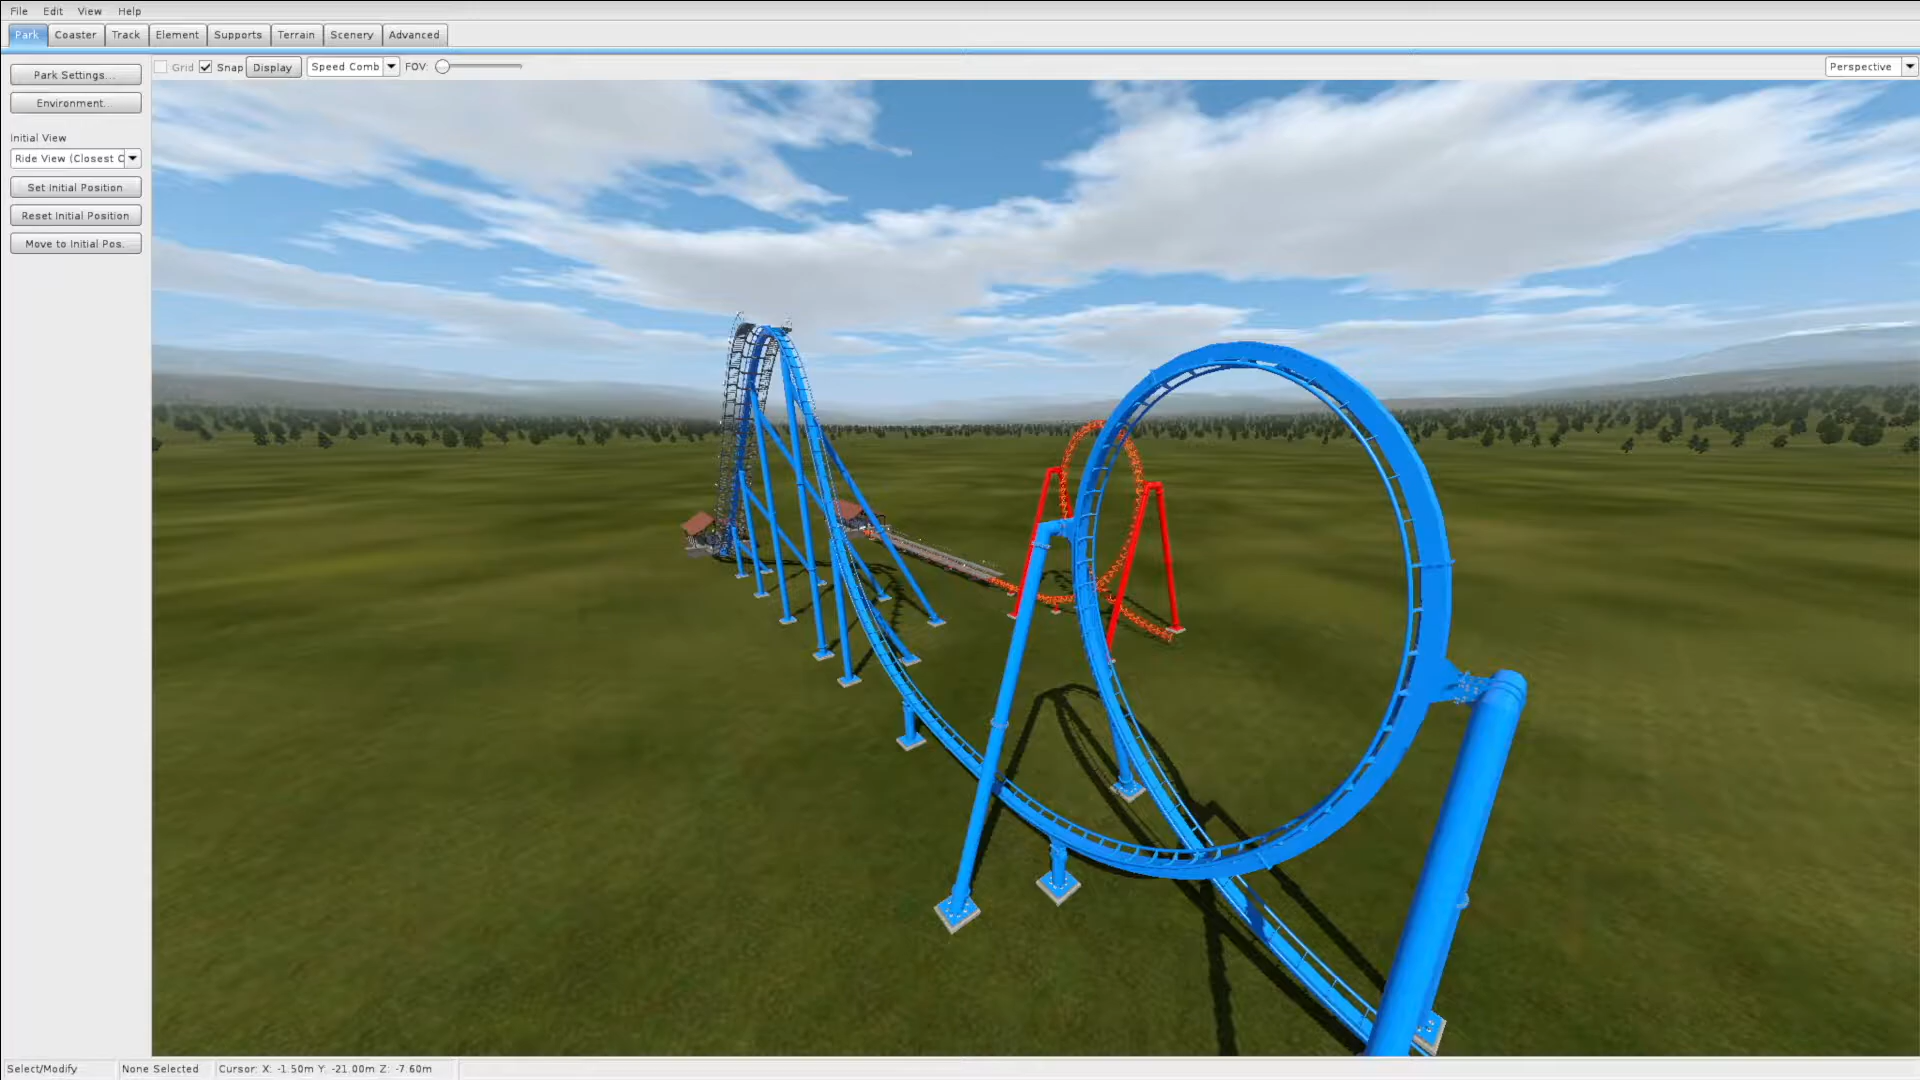 File Edit View Help
Park Coaster Track Element Supports Terrain Scenery Advanced
Grid Snap Display Speed Comb FOV: Perspective
Park Settings...
Environment...
Initial View
Ride View (Closest C
Set Initial Position
Reset Initial Position
Move to Initial Pos.
Select/Modify None Selected Cursor: X: -1.50m Y: -21.00m Z: -7.60m